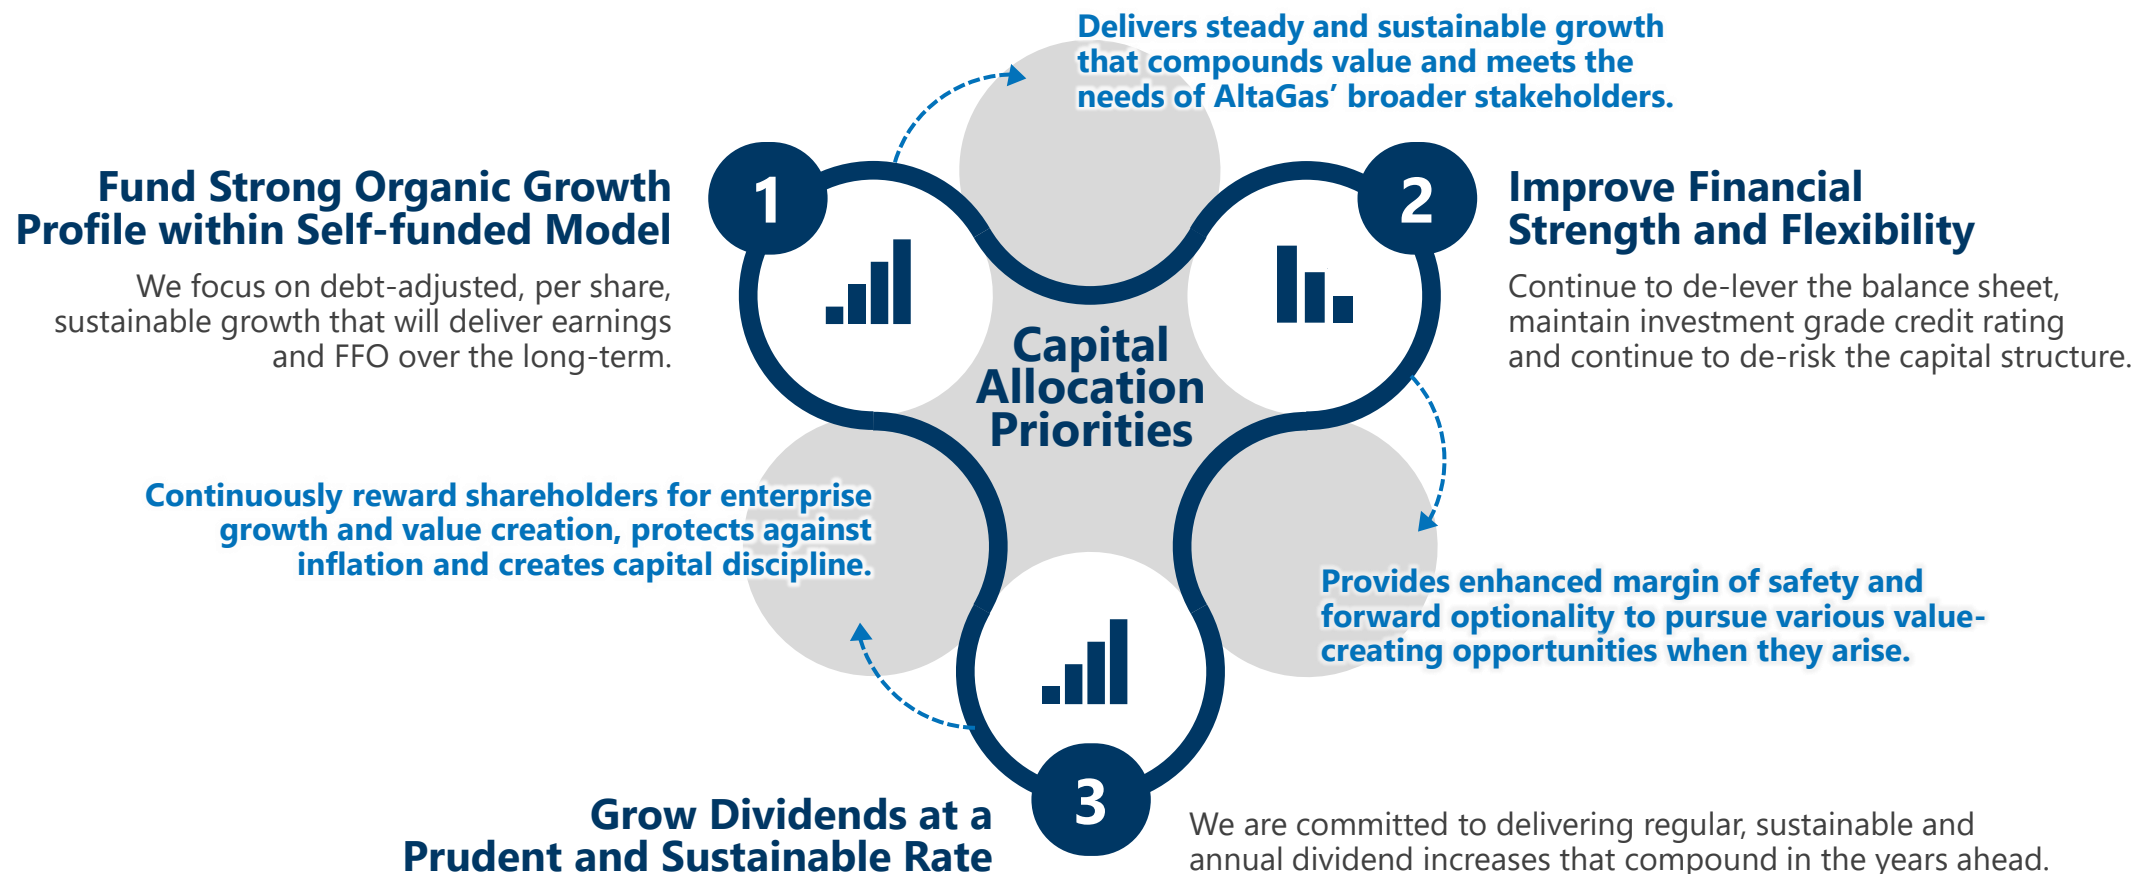 Delivers steady and sustainable growth
that compounds value and meets the
needs of AltaGas’ broader stakeholders.
1
Fund Strong Organic Growth
Profile within Self-funded Model
We focus on debt-adjusted, per share,
sustainable growth that will deliver earnings
and FFO over the long-term.
2
Improve Financial
Strength and Flexibility
Continue to de-lever the balance sheet,
maintain investment grade credit rating
and continue to de-risk the capital structure.
Capital
Allocation
Priorities
Continuously reward shareholders for enterprise
growth and value creation, protects against
inflation and creates capital discipline.
Provides enhanced margin of safety and
forward optionality to pursue various value-
creating opportunities when they arise.
3
Grow Dividends at a
Prudent and Sustainable Rate
We are committed to delivering regular, sustainable and
annual dividend increases that compound in the years ahead.